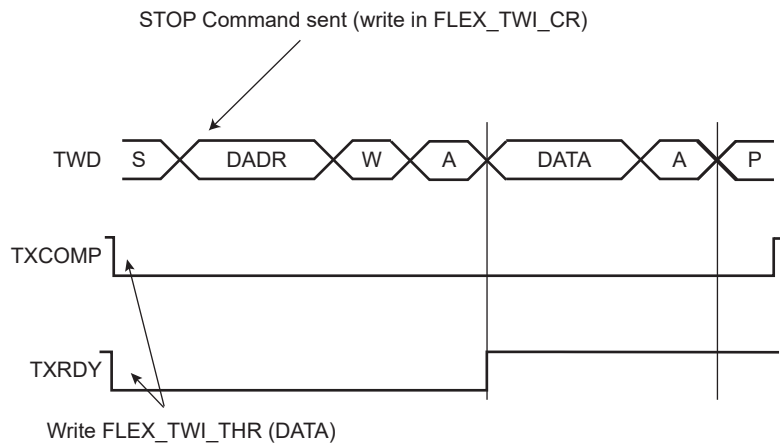 STOP Command sent (write in FLEX_TWI_CR)
TWD S DADR W A DATA A P
TXCOMP
TXRDY
Write FLEX_TWI_THR (DATA)